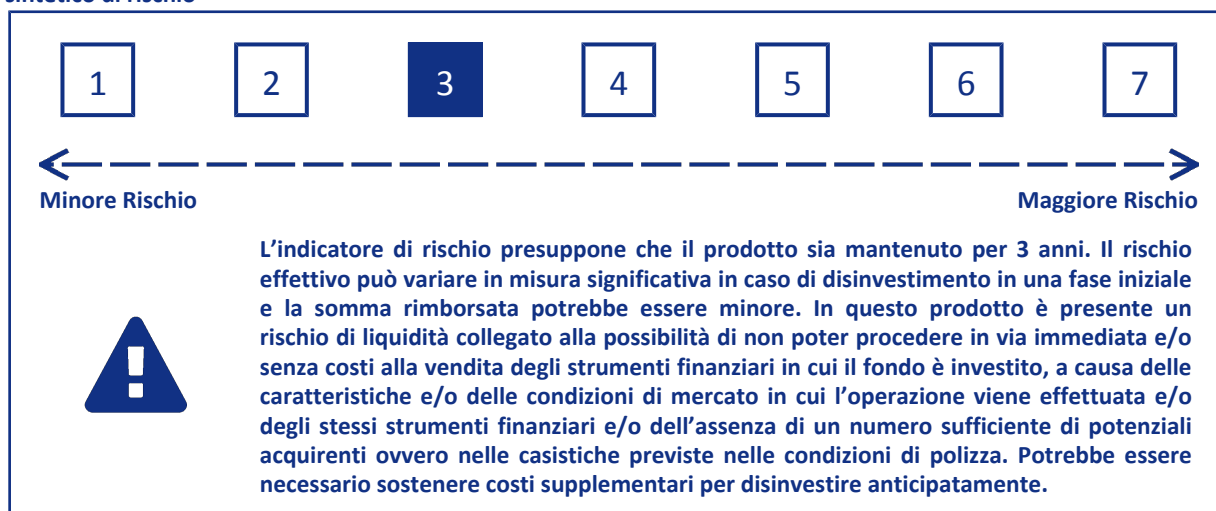 sintetico di rischio
1 2 3 4 5 6 7
Minore Rischio Maggiore Rischio
L’indicatore di rischio presuppone che il prodotto sia mantenuto per 3 anni. Il rischio
effettivo può variare in misura significativa in caso di disinvestimento in una fase iniziale
e la somma rimborsata potrebbe essere minore. In questo prodotto è presente un
rischio di liquidità collegato alla possibilità di non poter procedere in via immediata e/o
senza costi alla vendita degli strumenti finanziari in cui il fondo è investito, a causa delle
caratteristiche e/o delle condizioni di mercato in cui l’operazione viene effettuata e/o
degli stessi strumenti finanziari e/o dell’assenza di un numero sufficiente di potenziali
acquirenti ovvero nelle casistiche previste nelle condizioni di polizza. Potrebbe essere
necessario sostenere costi supplementari per disinvestire anticipatamente.